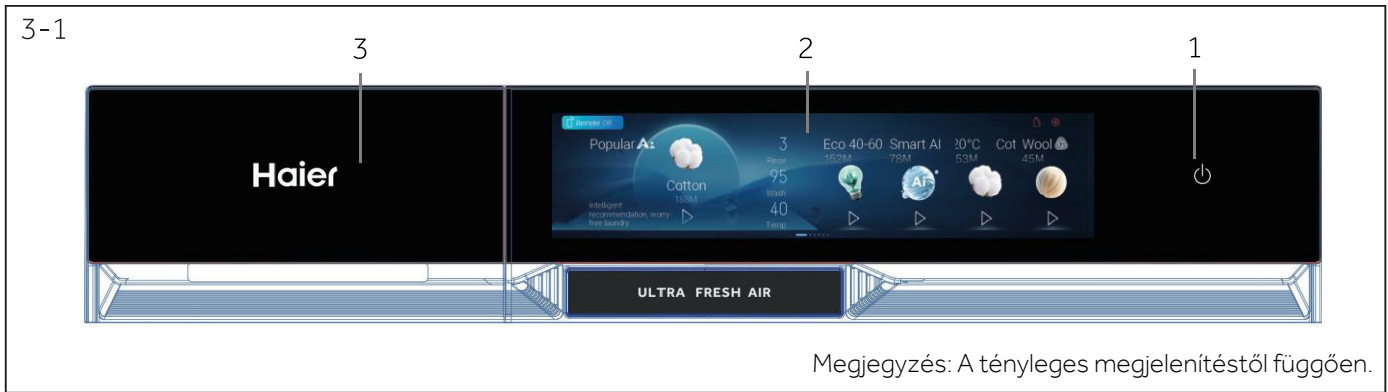 3-1
3
2
1
Remote Off
Popular
3
Rinse
Eco 40-60
152M
Smart AI
78M
20°C Cot
53M
Wool
45M
95
Wash
Cotton
188M
Ai
40
Temp
Intelligent
recommendation, worry-
free laundry
Haier
ULTRA FRESH AIR
Megjegyzés: A tényleges megjelenítéstől függően.